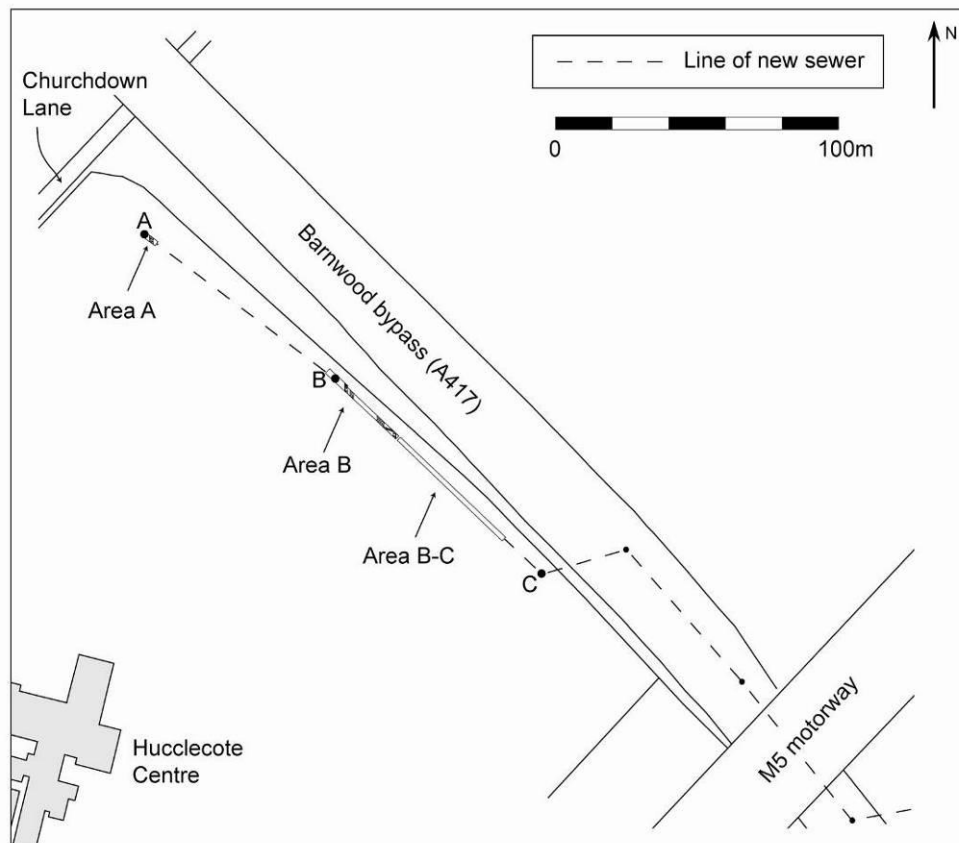 N
Line of new sewer
0 100m
Churchdown
Lane
A
Area A
Barnwood bypass (A417)
B
Area B
Area B-C
C
M5 motorway
Hucclecote
Centre